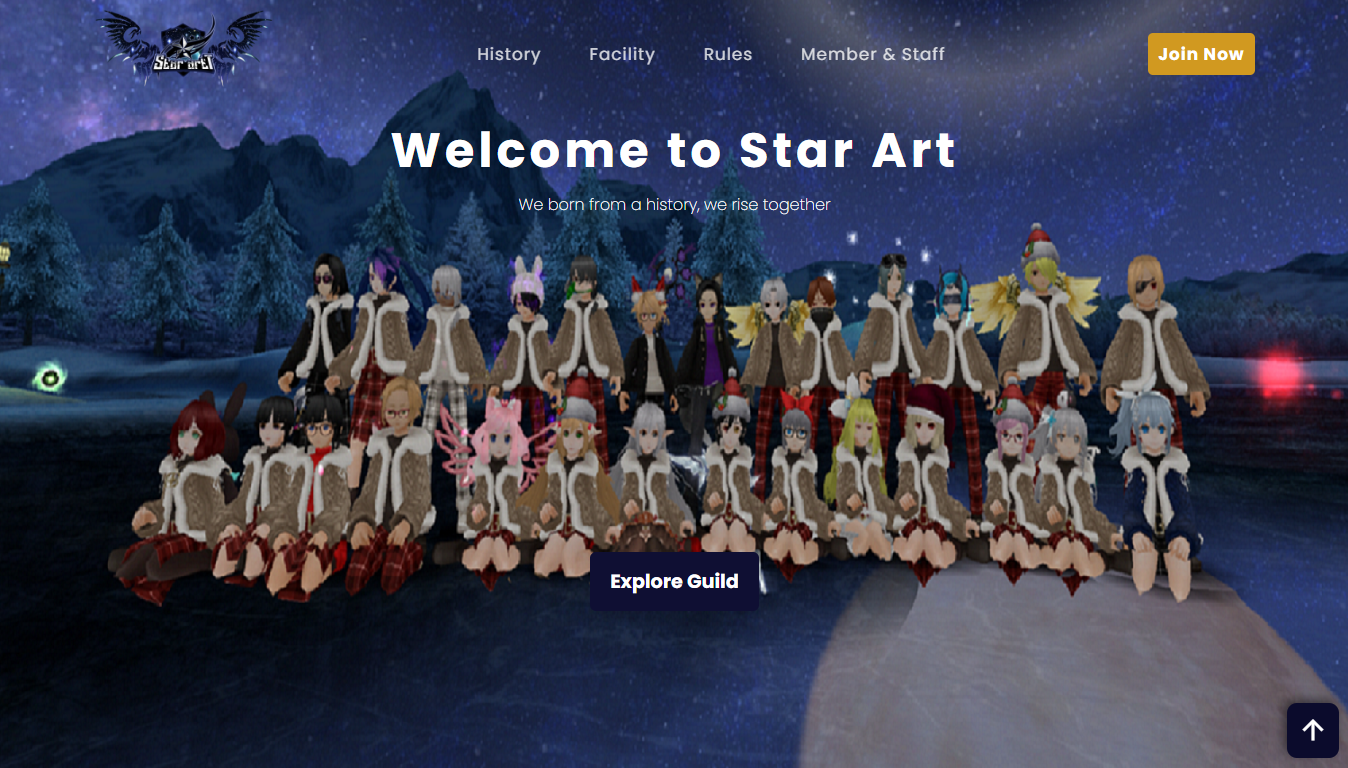 Star Art
History
Facility
Rules
Member & Staff
Join Now
Welcome to Star Art
We born from a history, we rise together
Explore Guild